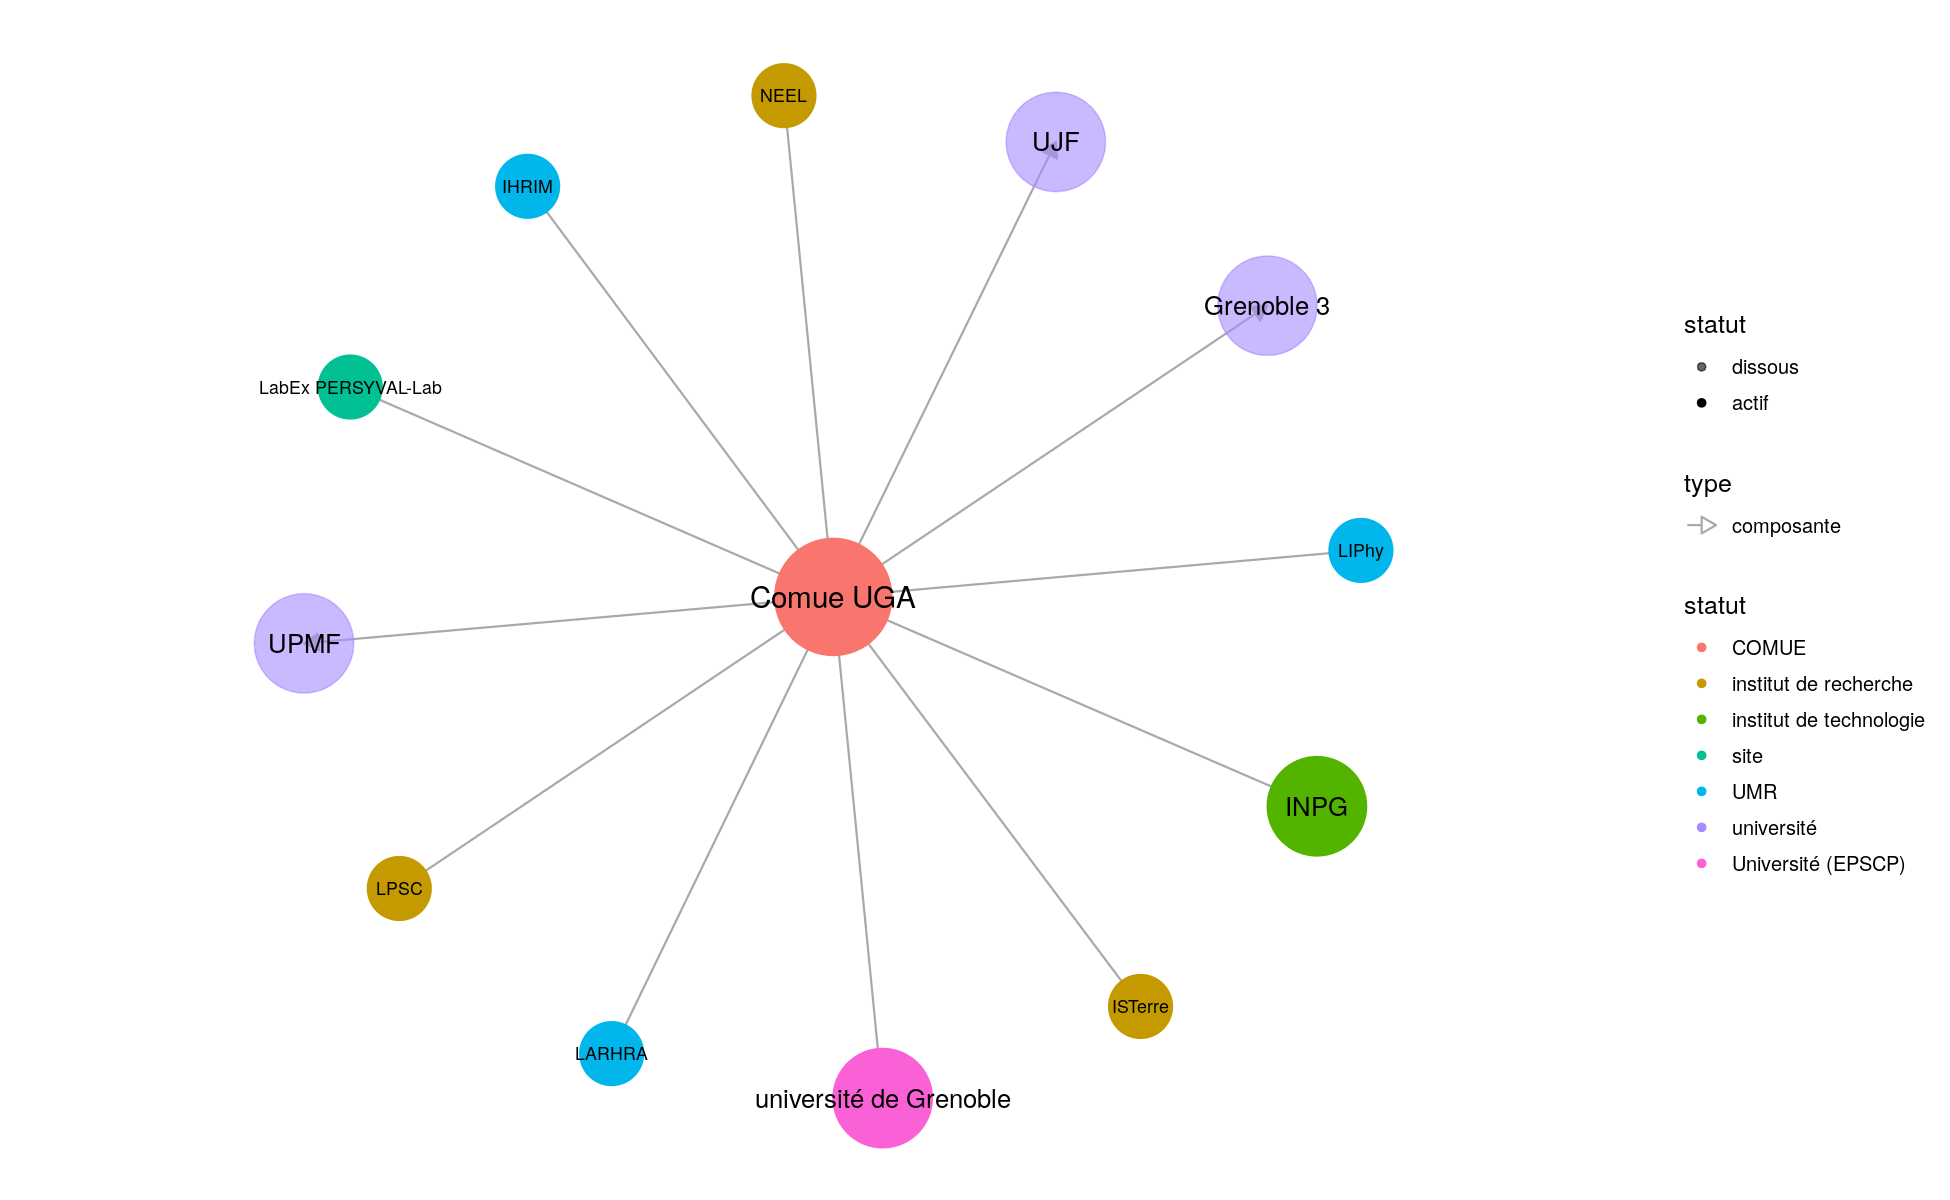 NEEL
UJF
IHRIM
Grenoble 3
LabEx PERSYVAL-Lab
LIPhy
Comue UGA
UPMF
INPG
LPSC
ISTerre
LARHRA
université de Grenoble
statut
dissous
actif
type
composante
statut
COMUE
institut de recherche
institut de technologie
site
UMR
université
Université (EPSCP)